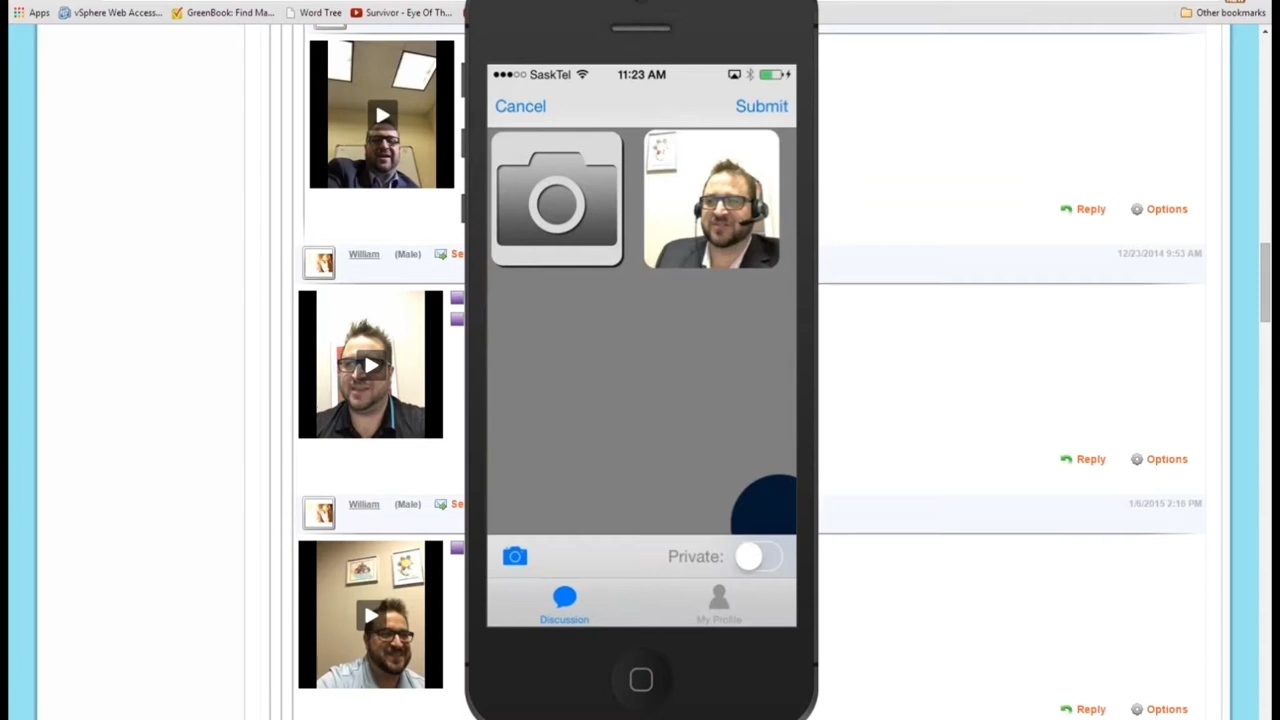 Apps vSphere Web Access... GreenBook: Find Ma... Word Tree Survivor - Eye Of Th... Other bookmarks
SaskTel 11:23 AM
Cancel Submit
Reply Options
William (Male) Se 12/23/2014 9:53 AM
Reply Options
William (Male) Se 1/6/2015 2:16 PM
Private:
Discussion My Profile
Reply Options